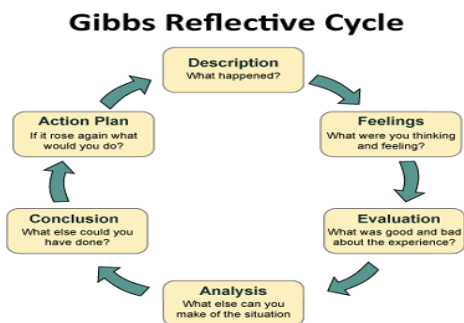 Gibbs Reflective Cycle
Description
What happened?
Feelings
What were you thinking
and feeling?
Evaluation
What was good and bad
about the experience?
Analysis
What else can you
make of the situation
Conclusion
What else could you
have done?
Action Plan
If it rose again what
would you do?